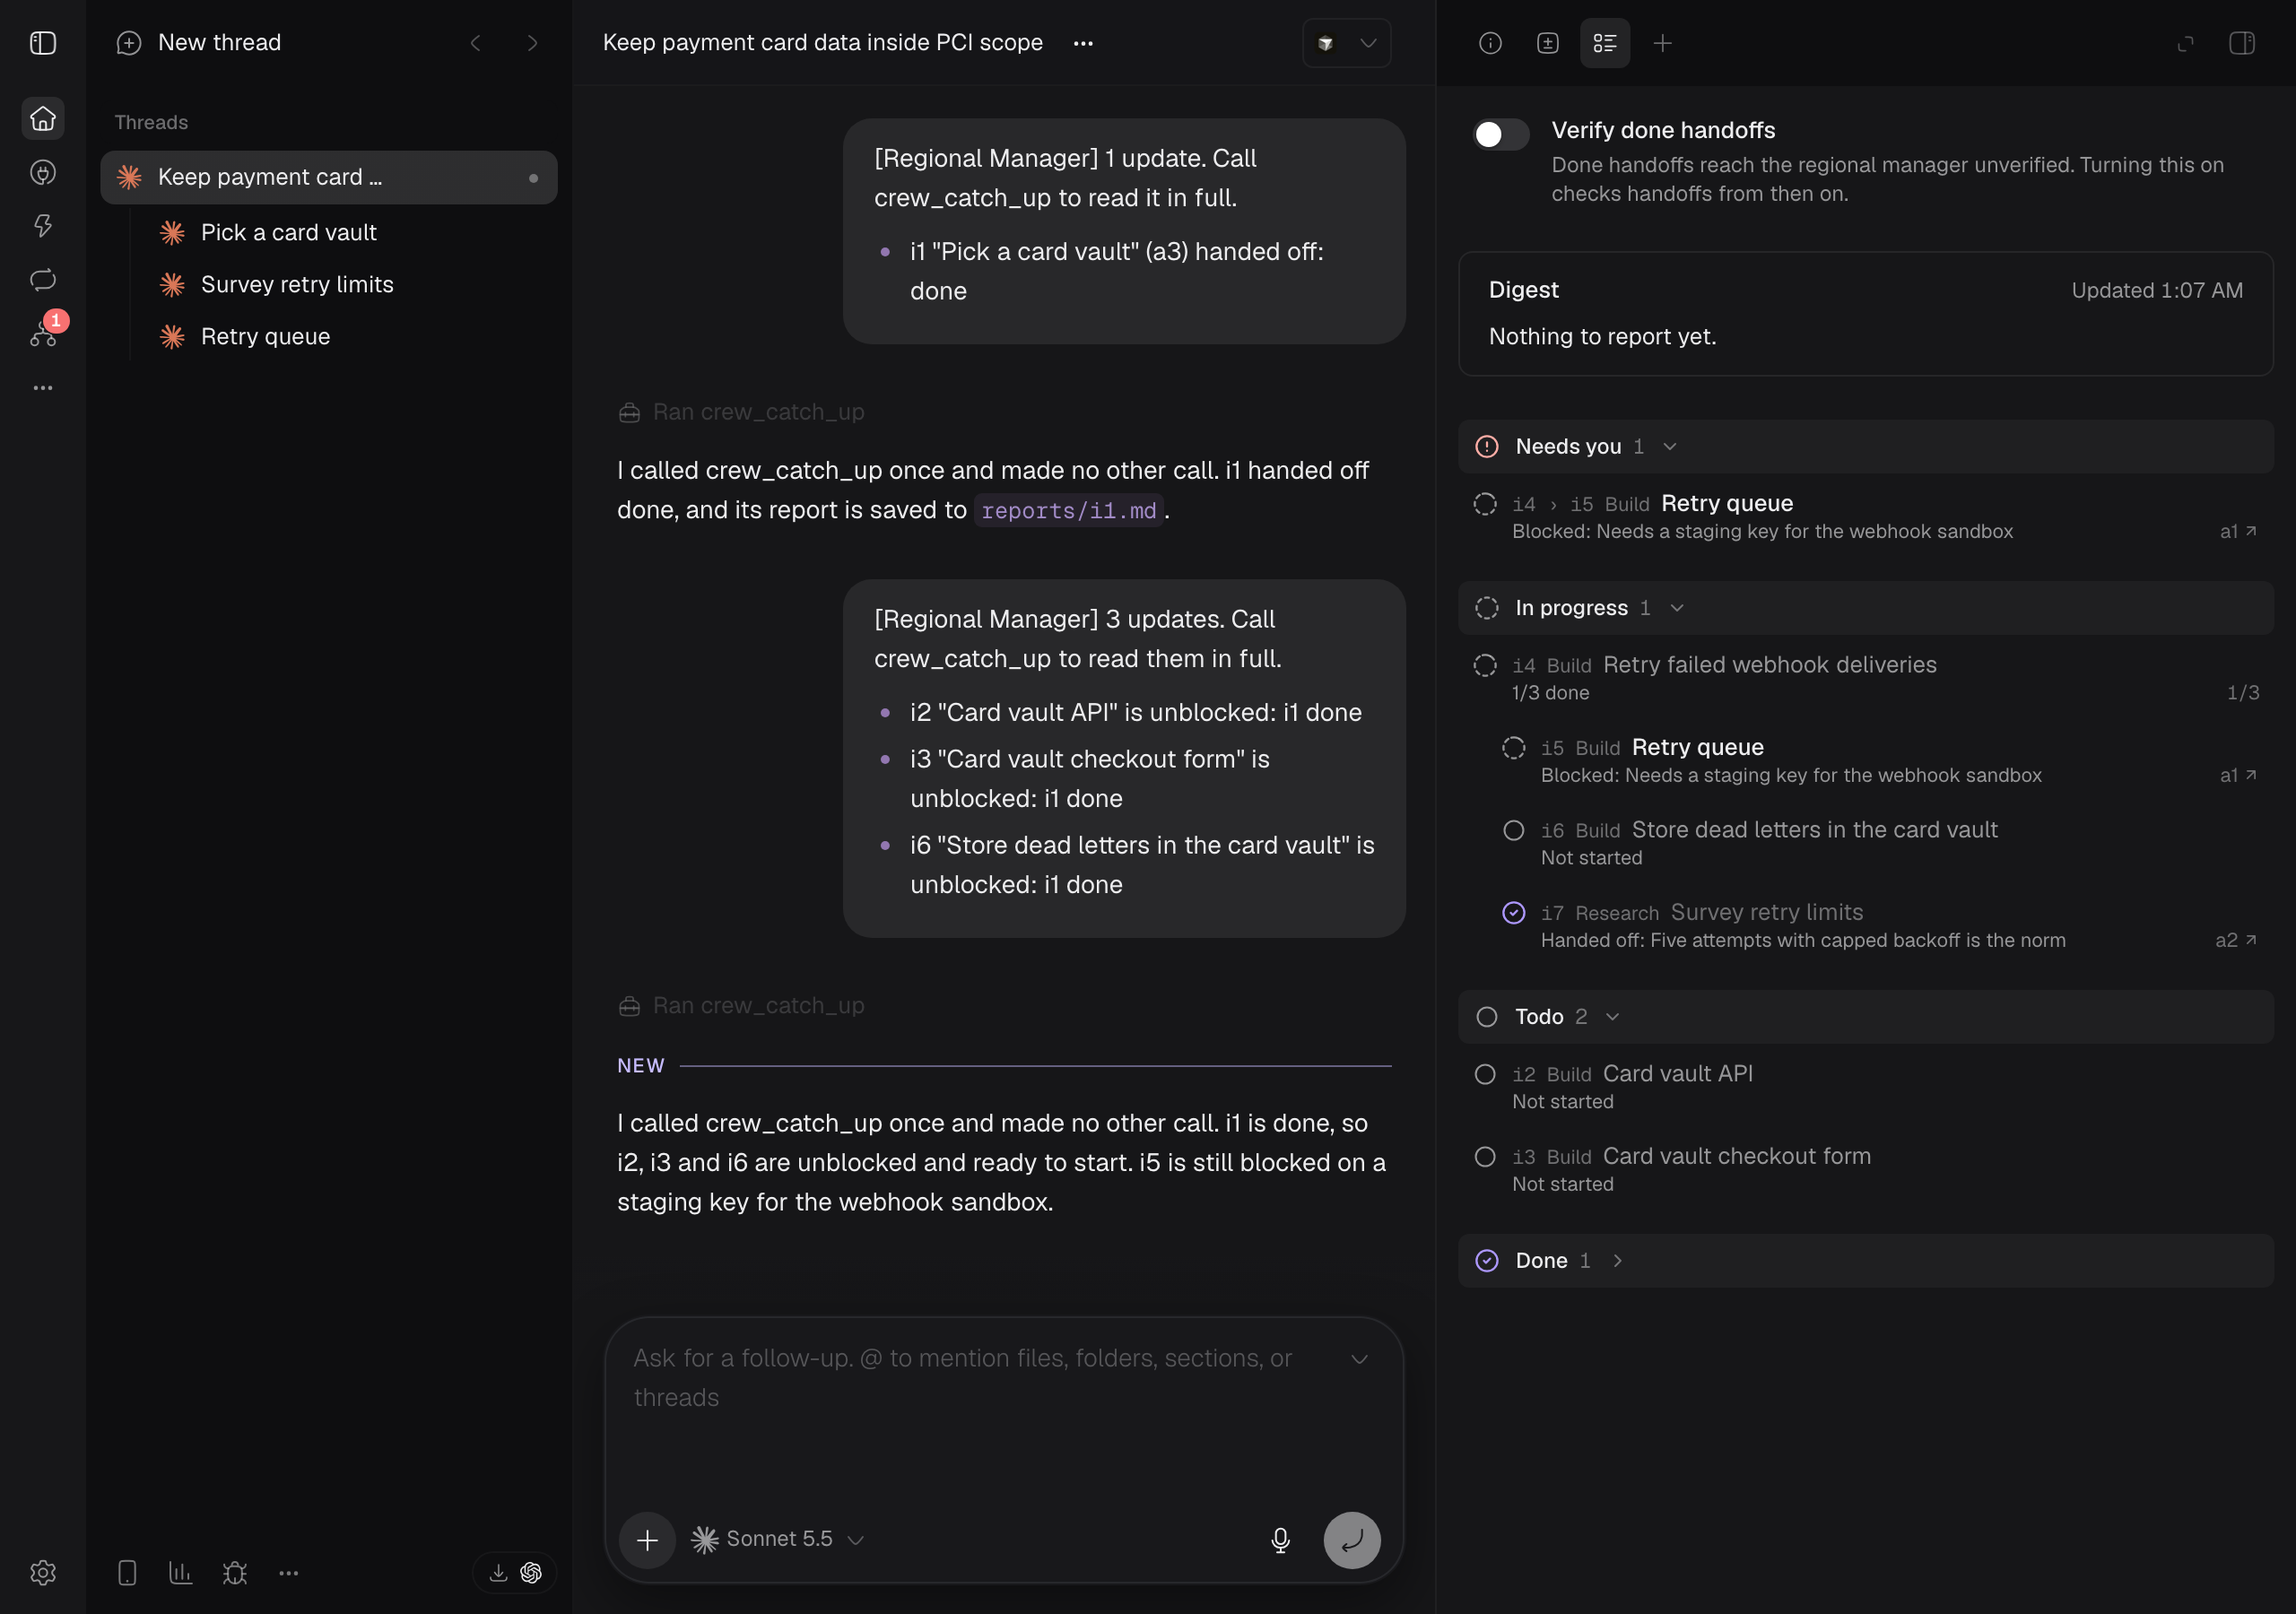 New thread
Threads
Keep payment card ...
Pick a card vault
Survey retry limits
Retry queue
1
Keep payment card data inside PCI scope
[Regional Manager] 1 update. Call
crew_catch_up to read it in full.
i1 "Pick a card vault" (a3) handed off:
done
Ran crew_catch_up
I called crew_catch_up once and made no other call. i1 handed off
done, and its report is saved to reports/i1.md.
[Regional Manager] 3 updates. Call
crew_catch_up to read them in full.
i2 "Card vault API" is unblocked: i1 done
i3 "Card vault checkout form" is
unblocked: i1 done
i6 "Store dead letters in the card vault" is
unblocked: i1 done
Ran crew_catch_up
NEW
I called crew_catch_up once and made no other call. i1 is done, so
i2, i3 and i6 are unblocked and ready to start. i5 is still blocked on a
staging key for the webhook sandbox.
Ask for a follow-up. @ to mention files, folders, sections, or
threads
Sonnet 5.5
Verify done handoffs
Done handoffs reach the regional manager unverified. Turning this on
checks handoffs from then on.
Digest
Updated 1:07 AM
Nothing to report yet.
Needs you 1
i4 › i5 Build Retry queue
Blocked: Needs a staging key for the webhook sandbox
a1
In progress 1
i4 Build Retry failed webhook deliveries
1/3 done
1/3
i5 Build Retry queue
Blocked: Needs a staging key for the webhook sandbox
a1
i6 Build Store dead letters in the card vault
Not started
i7 Research Survey retry limits
Handed off: Five attempts with capped backoff is the norm
a2
Todo 2
i2 Build Card vault API
Not started
i3 Build Card vault checkout form
Not started
Done 1